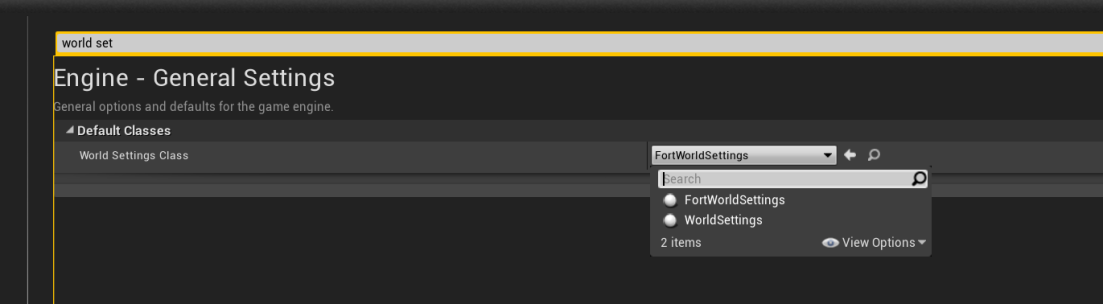 world set
Engine - General Settings
General options and defaults for the game engine.
Default Classes
World Settings Class
FortWorldSettings
Search
FortWorldSettings
WorldSettings
2 items
View Options